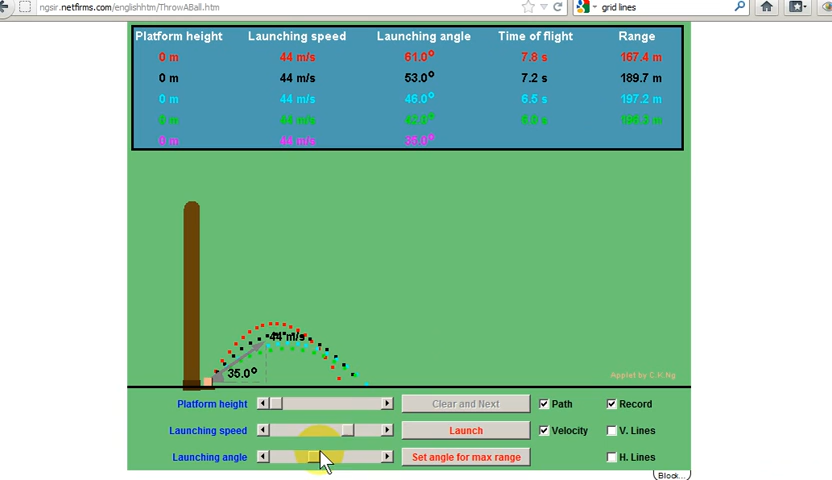 ngsir.netfirms.com/englishhtm/ThrowABall.htm
grid lines
Platform height Launching speed Launching angle Time of flight Range
0 m 44 m/s 61.0° 7.8 s 167.4 m
0 m 44 m/s 53.0° 7.2 s 189.7 m
0 m 44 m/s 46.0° 6.5 s 197.2 m
0 m 44 m/s
0 m 44 m/s 35.0°
44 m/s
35.0°
Applet by C.K.Ng
Platform height Clear and Next Path Record
Launching speed Launch Velocity V. Lines
Launching angle Set angle for max range H. Lines
Block...